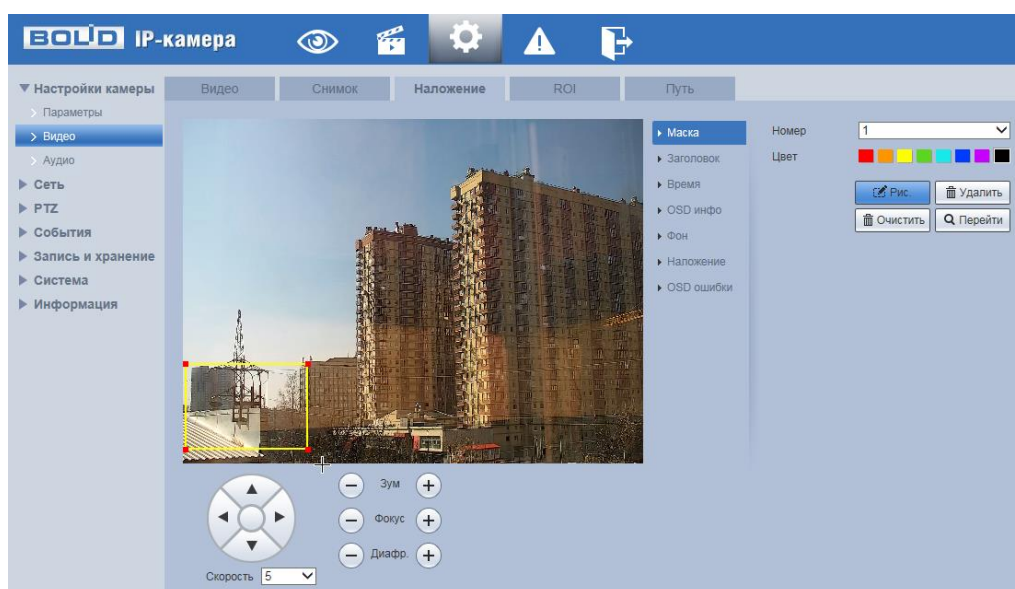 BOLID IP-камера
Настройки камеры
Параметры
Видео
Аудио
Сеть
PTZ
События
Запись и хранение
Система
Информация
Видео Снимок Наложение ROI Путь
Маска
Заголовок
Время
OSD инфо
Фон
Наложение
OSD ошибки
Номер 1
Цвет
Рис. Удалить
Очистить Перейти
Зум
Фокус
Диафр.
Скорость 5